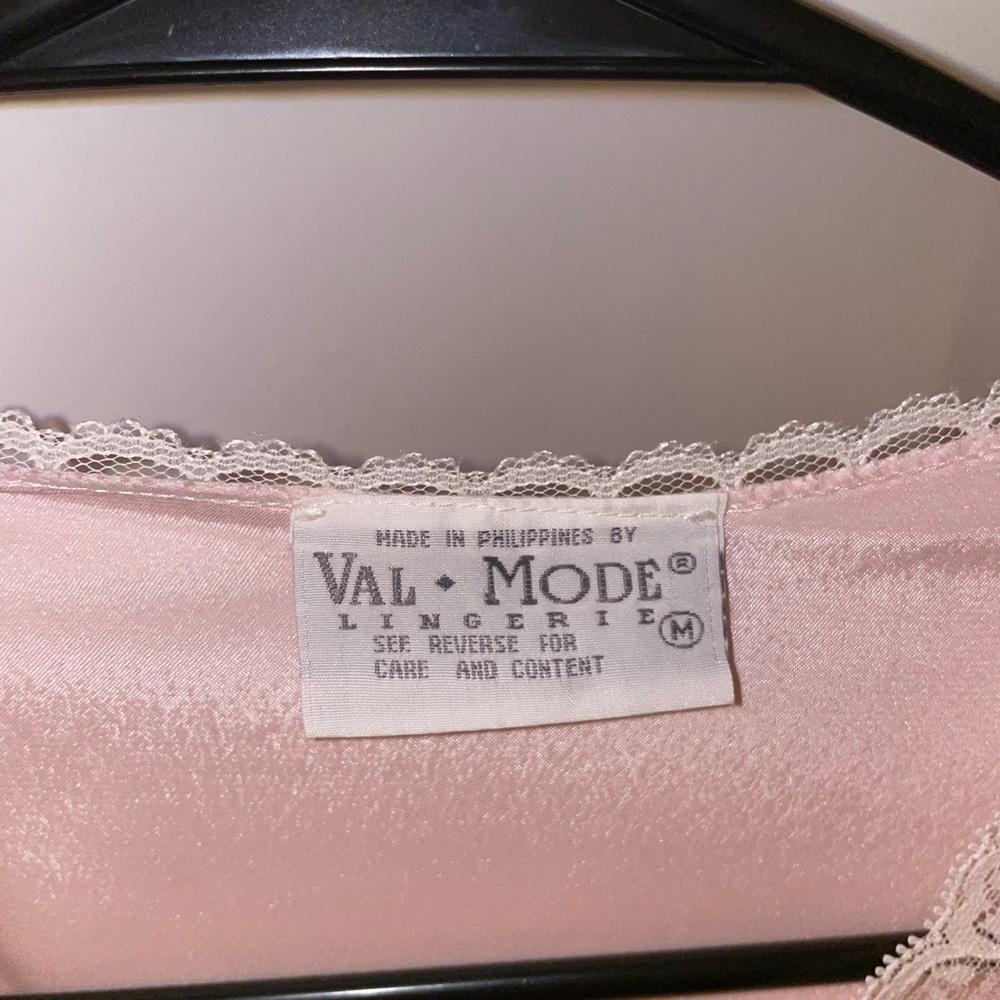 MADE IN PHILIPPINES BY
VAL ⬥ MODE®
LINGERIE Ⓜ
SEE REVERSE FOR
CARE AND CONTENT